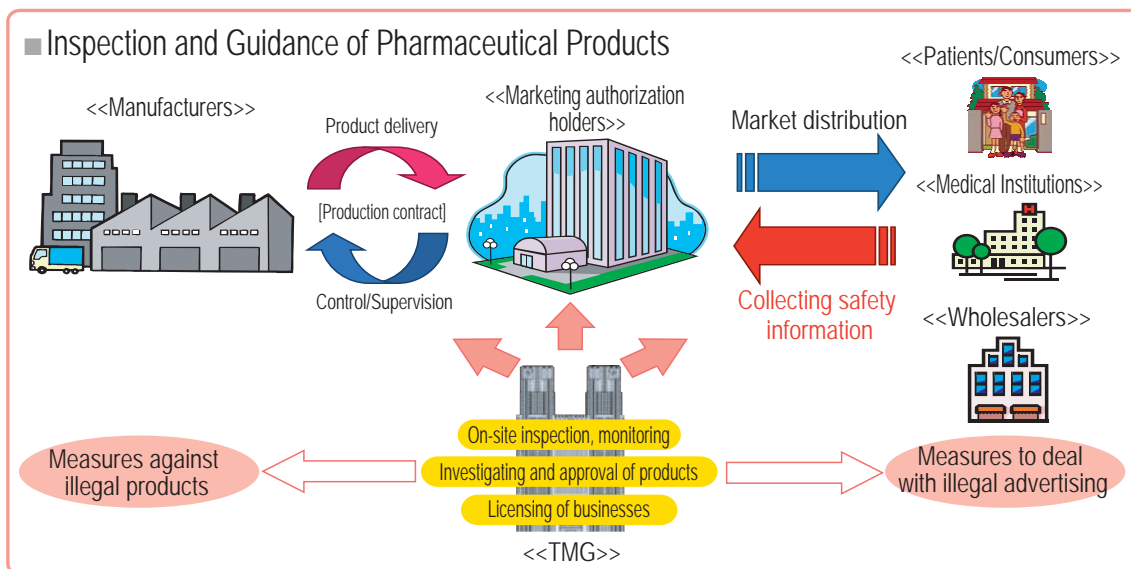 Inspection and Guidance of Pharmaceutical Products
<<Manufacturers>>
Product delivery
[Production contract]
Control/Supervision
<<Marketing authorization
holders>>
Market distribution
Collecting safety
information
<<Patients/Consumers>>
<<Medical Institutions>>
H
<<Wholesalers>>
On-site inspection, monitoring
Investigating and approval of products
Licensing of businesses
<<TMG>>
Measures against
illegal products
Measures to deal
with illegal advertising